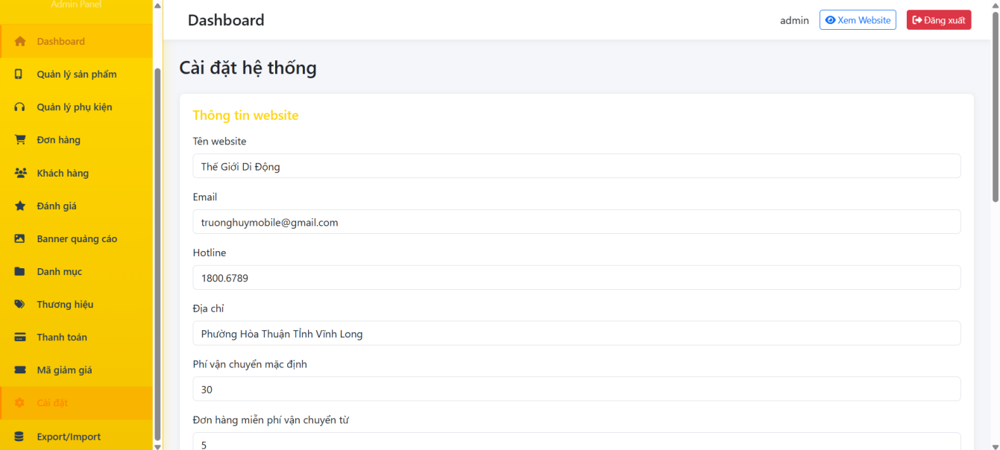 Admin Panel
Dashboard
Quản lý sản phẩm
Quản lý phụ kiện
Đơn hàng
Khách hàng
Đánh giá
Banner quảng cáo
Danh mục
Thương hiệu
Thanh toán
Mã giảm giá
Cài đặt
Export/Import
Dashboard
admin
Xem Website
Đăng xuất
Cài đặt hệ thống
Thông tin website
Tên website
Thế Giới Di Động
Email
truonghuymobile@gmail.com
Hotline
1800.6789
Địa chỉ
Phường Hòa Thuận TỈnh Vĩnh Long
Phí vận chuyển mặc định
30
Đơn hàng miễn phí vận chuyển từ
5